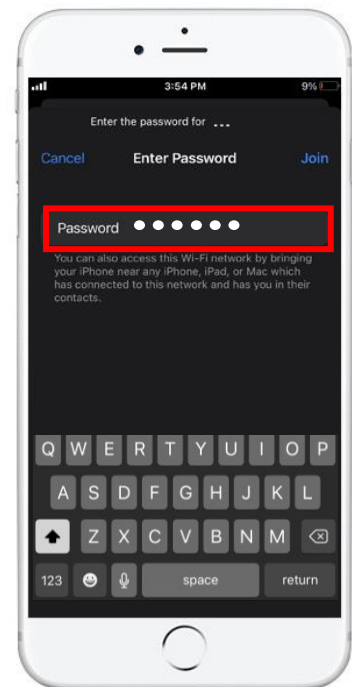 3:54 PM 9%
Enter the password for ...
Cancel Enter Password Join
Password ● ● ● ● ● ●
You can also access this Wi-Fi network by bringing
your iPhone near any iPhone, iPad, or Mac which
has connected to this network and has you in their
contacts.
Q W E R T Y U I O P
A S D F G H J K L
Z X C V B N M
123 space return